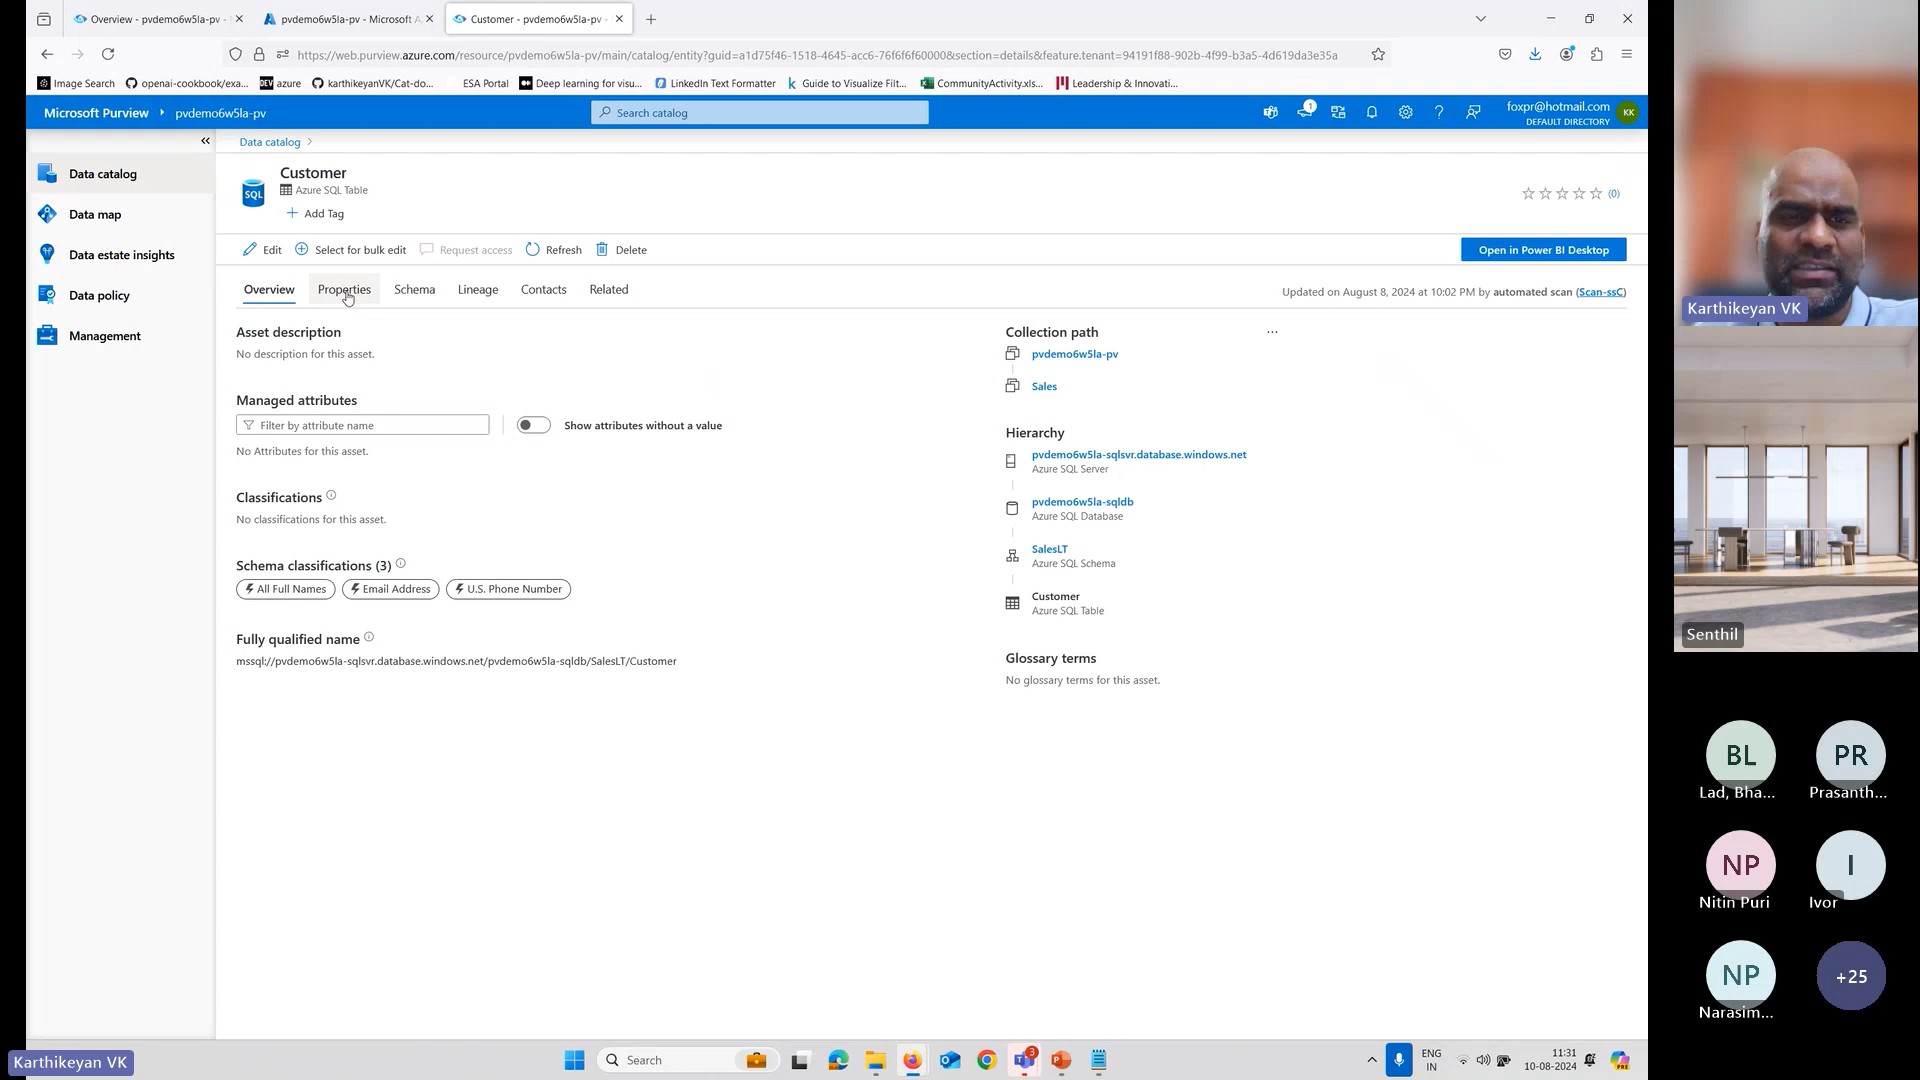 Overview - pvdemo6w5la-pv -
pvdemo6w5la-pv - Microsoft A
Customer - pvdemo6w5la-pv -
https://web.purview.azure.com/resource/pvdemo6w5la-pv/main/catalog/entity?guid=a1d75f46-1518-4645-acc6-76f6f6f60000&section=details&feature.tenant=94191f88-902b-4f99-b3a5-4d619da3e35a
Image Search
openai-cookbook/exa...
DEV azure
karthikeyanVK/Cat-do...
ESA Portal
Deep learning for visu...
LinkedIn Text Formatter
Guide to Visualize Filt...
CommunityActivity.xls...
Leadership & Innovati...
Microsoft Purview
pvdemo6w5la-pv
Search catalog
1
foxpr@hotmail.com
DEFAULT DIRECTORY
KK
Data catalog
Data map
Data estate insights
Data policy
Management
Data catalog
SQL
Customer
Azure SQL Table
Add Tag
(0)
Edit
Select for bulk edit
Request access
Refresh
Delete
Open in Power BI Desktop
Overview
Properties
Schema
Lineage
Contacts
Related
Updated on August 8, 2024 at 10:02 PM by automated scan (Scan-ssC)
Asset description
No description for this asset.
Managed attributes
Filter by attribute name
Show attributes without a value
No Attributes for this asset.
Classifications
No classifications for this asset.
Schema classifications (3)
All Full Names
Email Address
U.S. Phone Number
Fully qualified name
mssql://pvdemo6w5la-sqlsvr.database.windows.net/pvdemo6w5la-sqldb/SalesLT/Customer
Collection path
...
pvdemo6w5la-pv
Sales
Hierarchy
pvdemo6w5la-sqlsvr.database.windows.net
Azure SQL Server
pvdemo6w5la-sqldb
Azure SQL Database
SalesLT
Azure SQL Schema
Customer
Azure SQL Table
Glossary terms
No glossary terms for this asset.
Karthikeyan VK
Senthil
BL
Lad, Bha...
PR
Prasanth...
NP
Nitin Puri
I
Ivor
NP
Narasim...
+25
Karthikeyan VK
Search
3
ENG
IN
11:31
10-08-2024
PRE